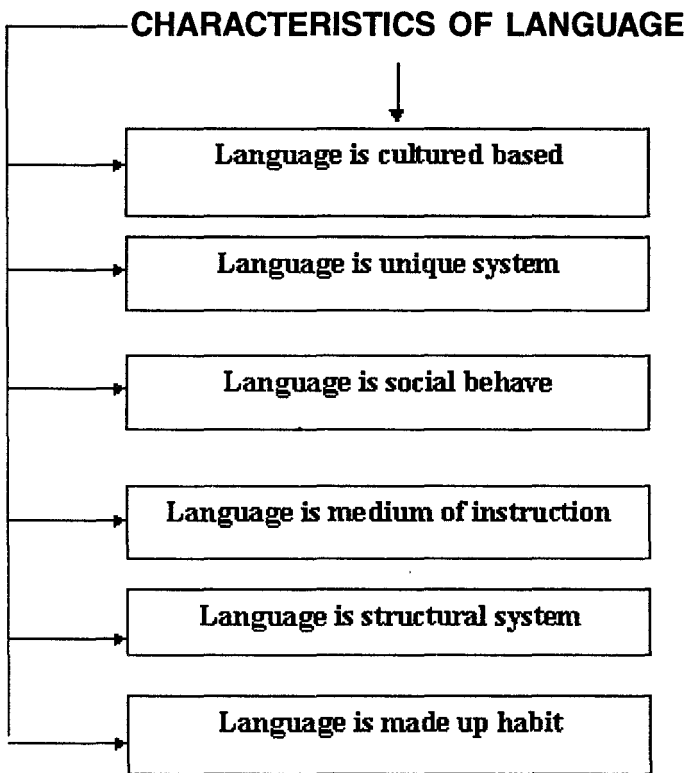 CHARACTERISTICS OF LANGUAGE
Language is cultured based
Language is unique system
Language is social behave
Language is medium of instruction
Language is structural system
Language is made up habit